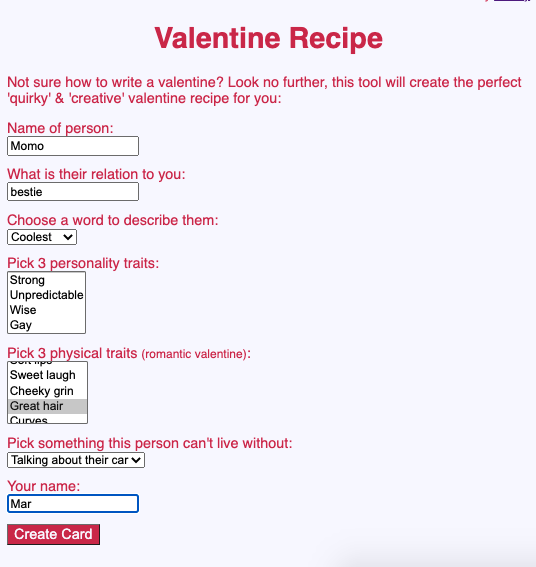 Valentine Recipe
Not sure how to write a valentine? Look no further, this tool will create the perfect
'quirky' & 'creative' valentine recipe for you:
Name of person:
Momo
What is their relation to you:
bestie
Choose a word to describe them:
Coolest
Pick 3 personality traits:
Strong
Unpredictable
Wise
Gay
Pick 3 physical traits (romantic valentine):
Sweet laugh
Cheeky grin
Great hair
Curves
Pick something this person can't live without:
Talking about their car
Your name:
Mar
Create Card